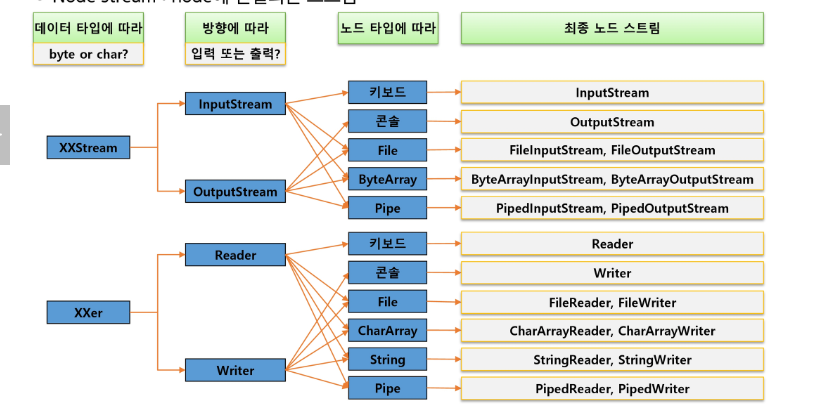 데이터 타입에 따라
방향에 따라
노드 타입에 따라
최종 노드 스트림
byte or char?
입력 또는 출력?
XXStream
InputStream
OutputStream
키보드
InputStream
콘솔
OutputStream
File
FileInputStream, FileOutputStream
ByteArray
ByteArrayInputStream, ByteArrayOutputStream
Pipe
PipedInputStream, PipedOutputStream
XXer
Reader
Writer
키보드
Reader
콘솔
Writer
File
FileReader, FileWriter
CharArray
CharArrayReader, CharArrayWriter
String
StringReader, StringWriter
Pipe
PipedReader, PipedWriter